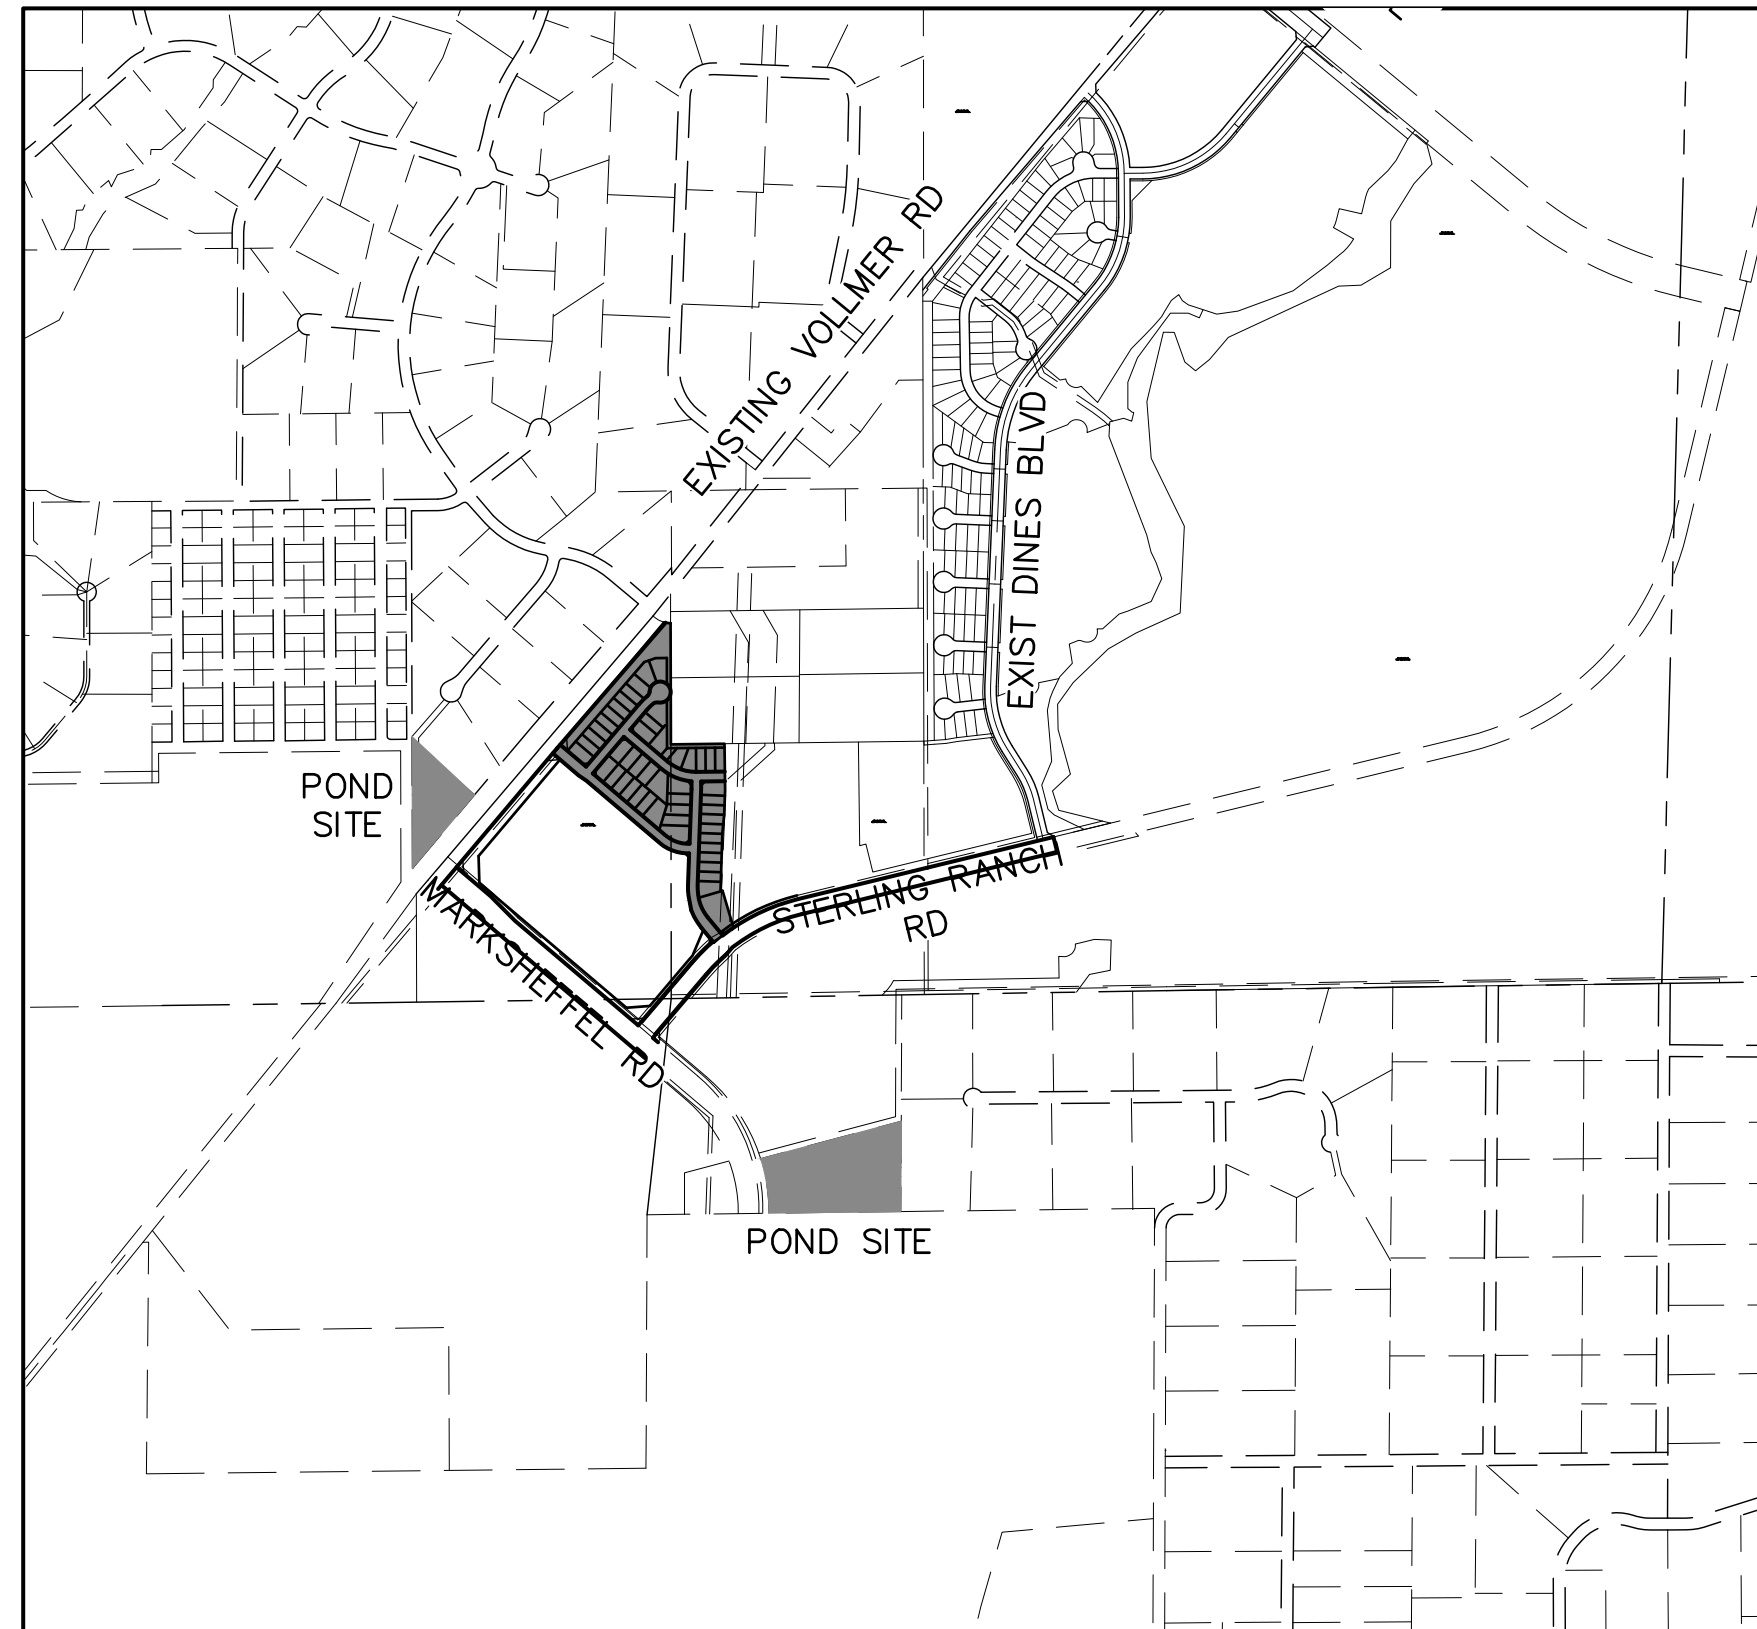 EXISTING VOLLMER RD
EXIST DINES BLVD
POND
SITE
STERLING RANCH
RD
MARKSHEFFEL RD
POND SITE